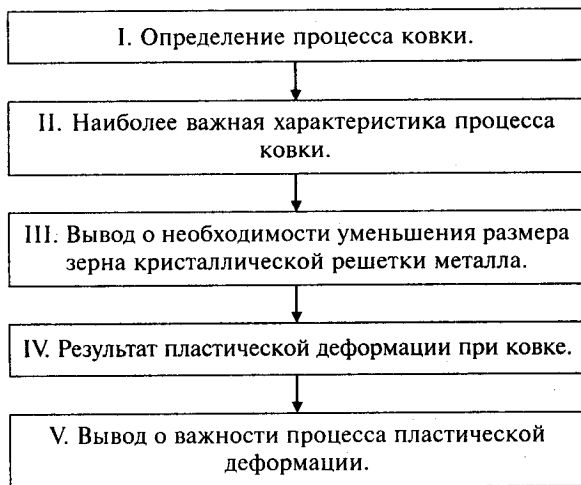 I. Определение процесса ковки.
II. Наиболее важная характеристика процесса
ковки.
III. Вывод о необходимости уменьшения размера
зерна кристаллической решетки металла.
IV. Результат пластической деформации при ковке.
V. Вывод о важности процесса пластической
деформации.